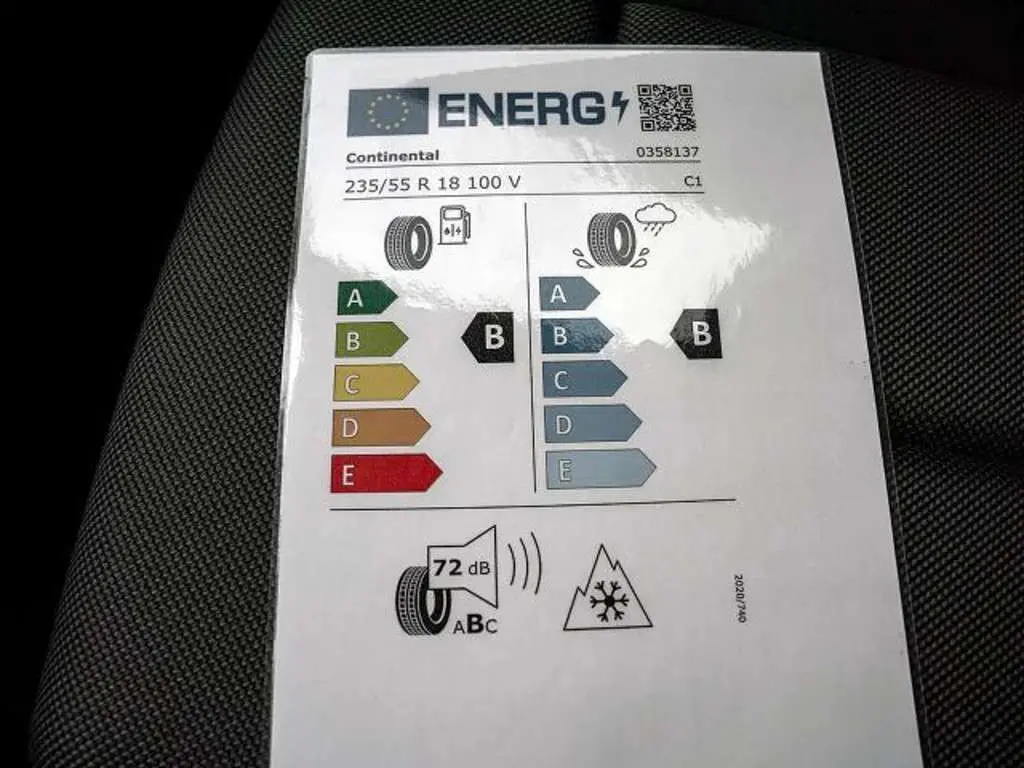 ENERG
Continental 0358137
235/55 R 18 100 V C1
A
B
C
D
E
B
A
B
C
D
E
B
72 dB
ABC
2020/740